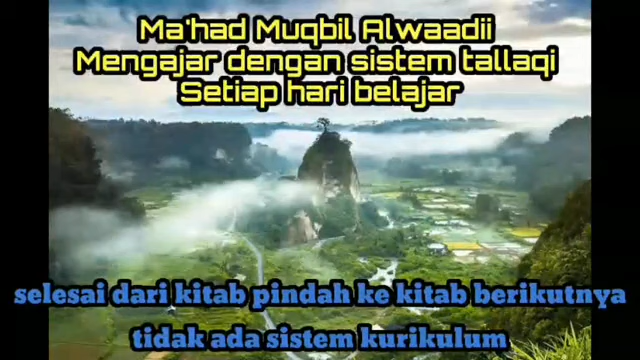 Ma'had Muqbil Alwaadii
Mengajar dengan sistem tallaqi
Setiap hari belajar
selesai dari kitab pindah ke kitab berikutnya
tidak ada sistem kurikulum